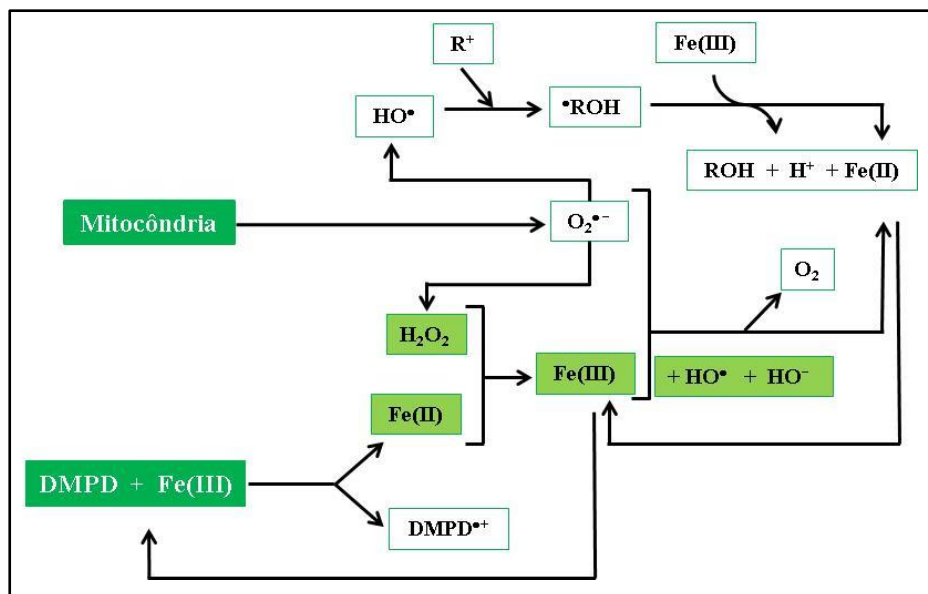 R⁺
Fe(III)
HO•
•ROH
ROH + H⁺ + Fe(II)
Mitocôndria
O₂•⁻
O₂
H₂O₂
Fe(III)
+ HO• + HO⁻
Fe(II)
DMPD + Fe(III)
DMPD•⁺